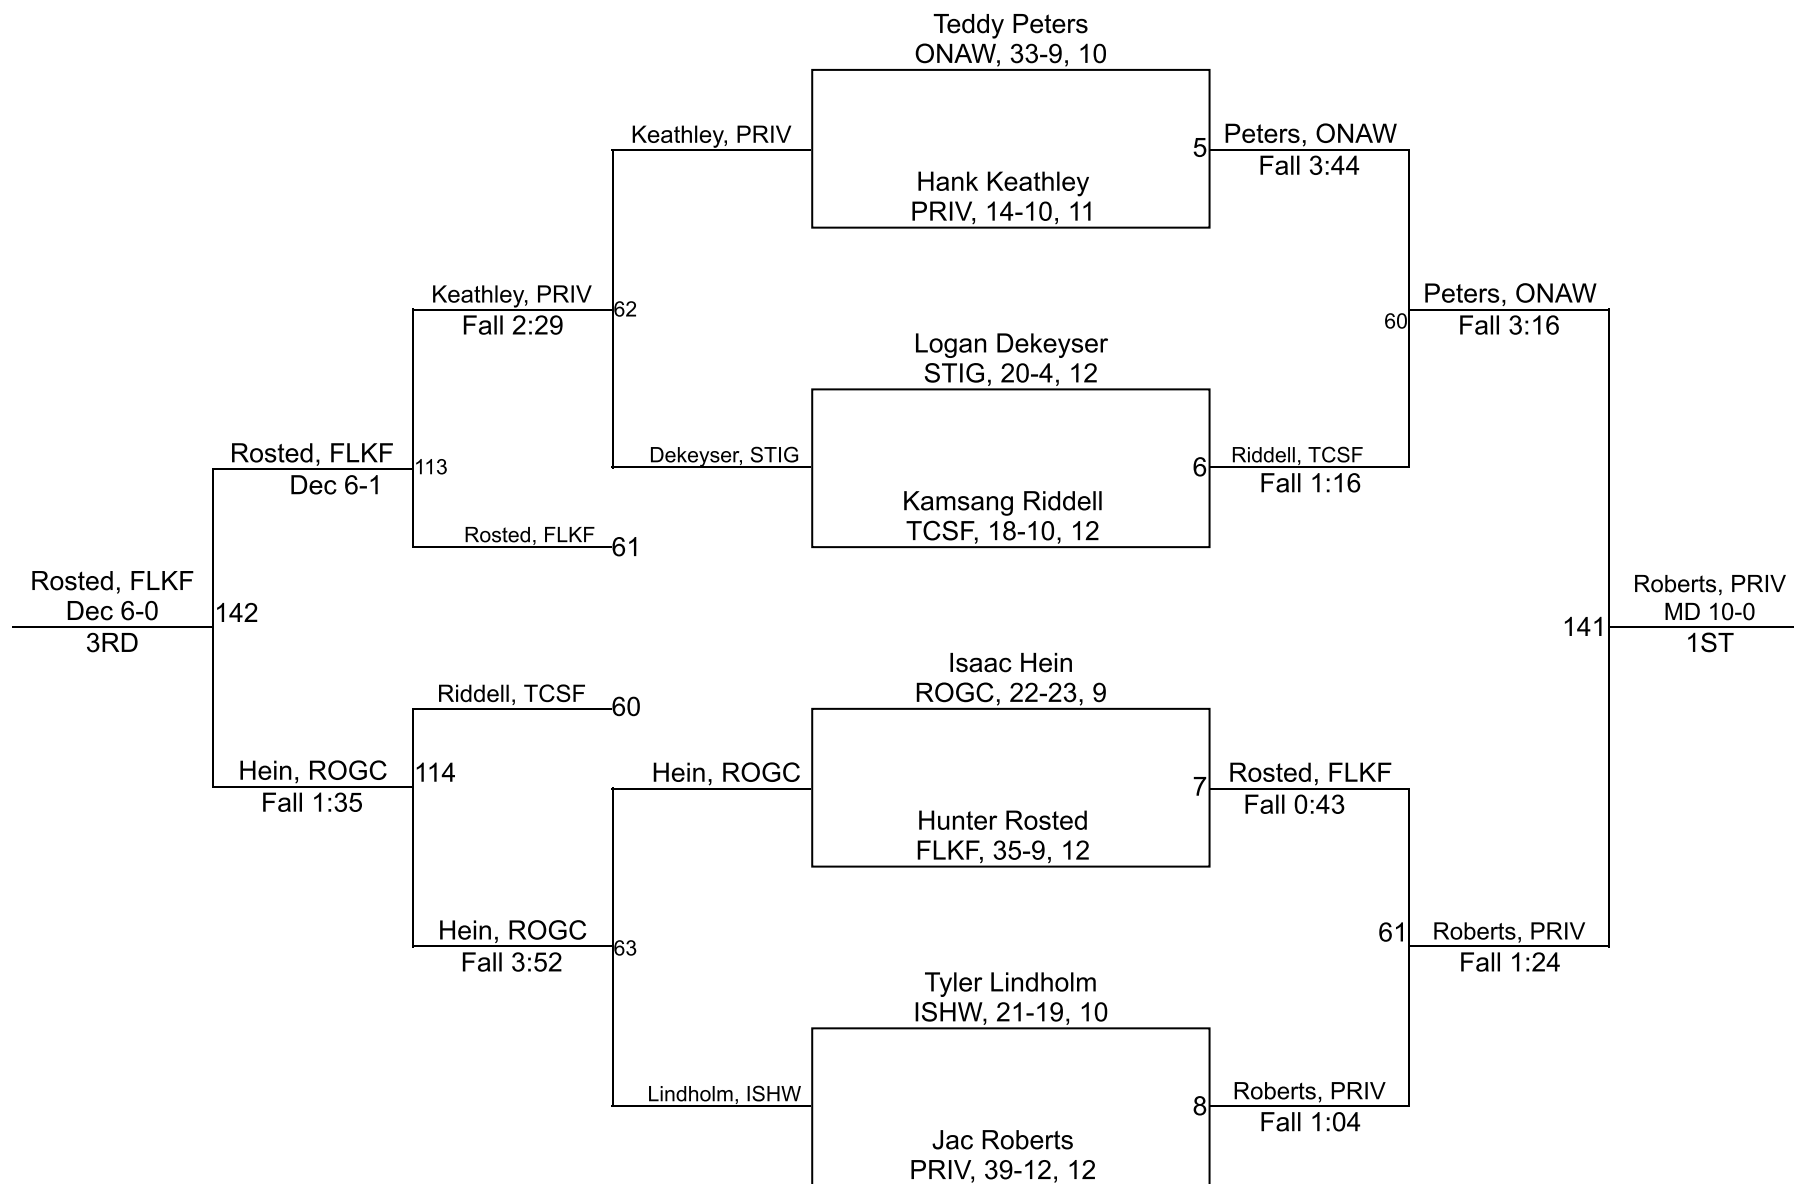 Teddy Peters
ONAW, 33-9, 10
Keathley, PRIV
5
Peters, ONAW
Fall 3:44
Hank Keathley
PRIV, 14-10, 11
Keathley, PRIV
Fall 2:29
62
60
Peters, ONAW
Fall 3:16
Logan Dekeyser
STIG, 20-4, 12
Rosted, FLKF
Dec 6-1
113
Dekeyser, STIG
6
Riddell, TCSF
Fall 1:16
Kamsang Riddell
TCSF, 18-10, 12
Rosted, FLKF
61
Rosted, FLKF
Dec 6-0
3RD
142
141
Roberts, PRIV
MD 10-0
1ST
Isaac Hein
ROGC, 22-23, 9
Riddell, TCSF
60
Hein, ROGC
Fall 1:35
114
Hein, ROGC
7
Rosted, FLKF
Fall 0:43
Hunter Rosted
FLKF, 35-9, 12
Hein, ROGC
Fall 3:52
63
61
Roberts, PRIV
Fall 1:24
Tyler Lindholm
ISHW, 21-19, 10
Lindholm, ISHW
8
Roberts, PRIV
Fall 1:04
Jac Roberts
PRIV, 39-12, 12